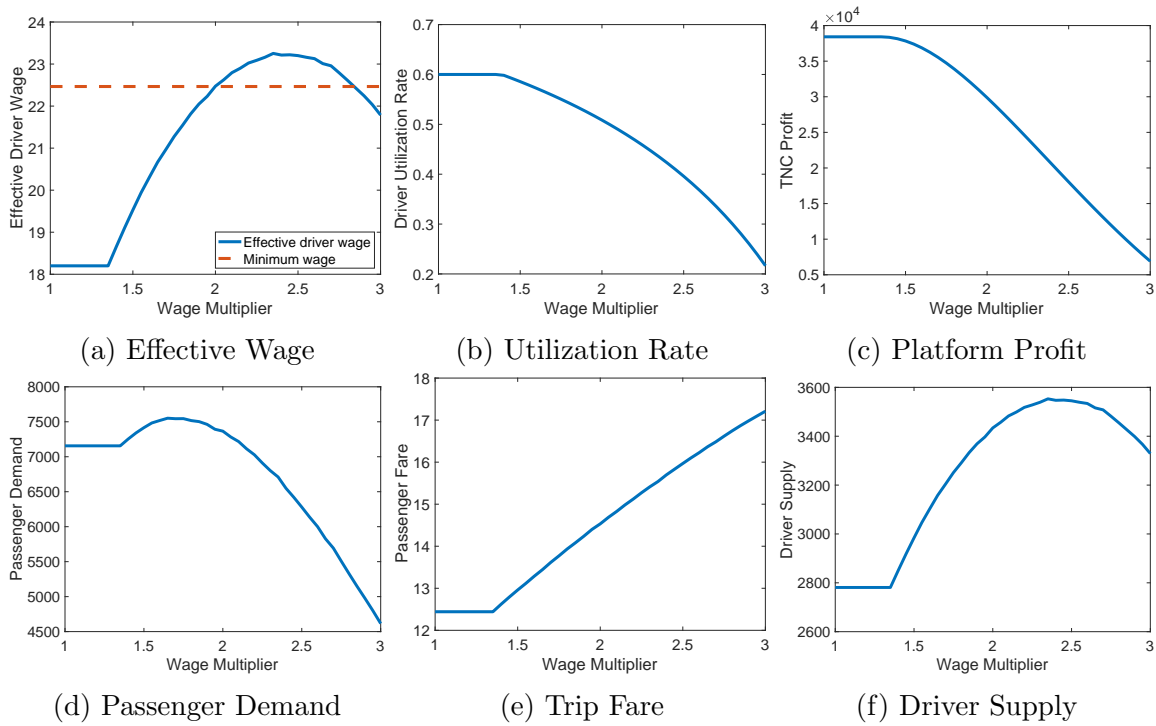 24
23
22
21
20
19
18
Effective Driver Wage
Effective driver wage
Minimum wage
1 1.5 2 2.5 3
Wage Multiplier
(a) Effective Wage
0.7
0.6
0.5
0.4
0.3
0.2
Driver Utilization Rate
1 1.5 2 2.5 3
Wage Multiplier
(b) Utilization Rate
×10⁴
4
3.5
3
2.5
2
1.5
1
0.5
TNC Profit
1 1.5 2 2.5 3
Wage Multiplier
(c) Platform Profit
8000
7500
7000
6500
6000
5500
5000
4500
Passenger Demand
1 1.5 2 2.5 3
Wage Multiplier
(d) Passenger Demand
18
17
16
15
14
13
12
Passenger Fare
1 1.5 2 2.5 3
Wage Multiplier
(e) Trip Fare
3600
3400
3200
3000
2800
2600
Driver Supply
1 1.5 2 2.5 3
Wage Multiplier
(f) Driver Supply